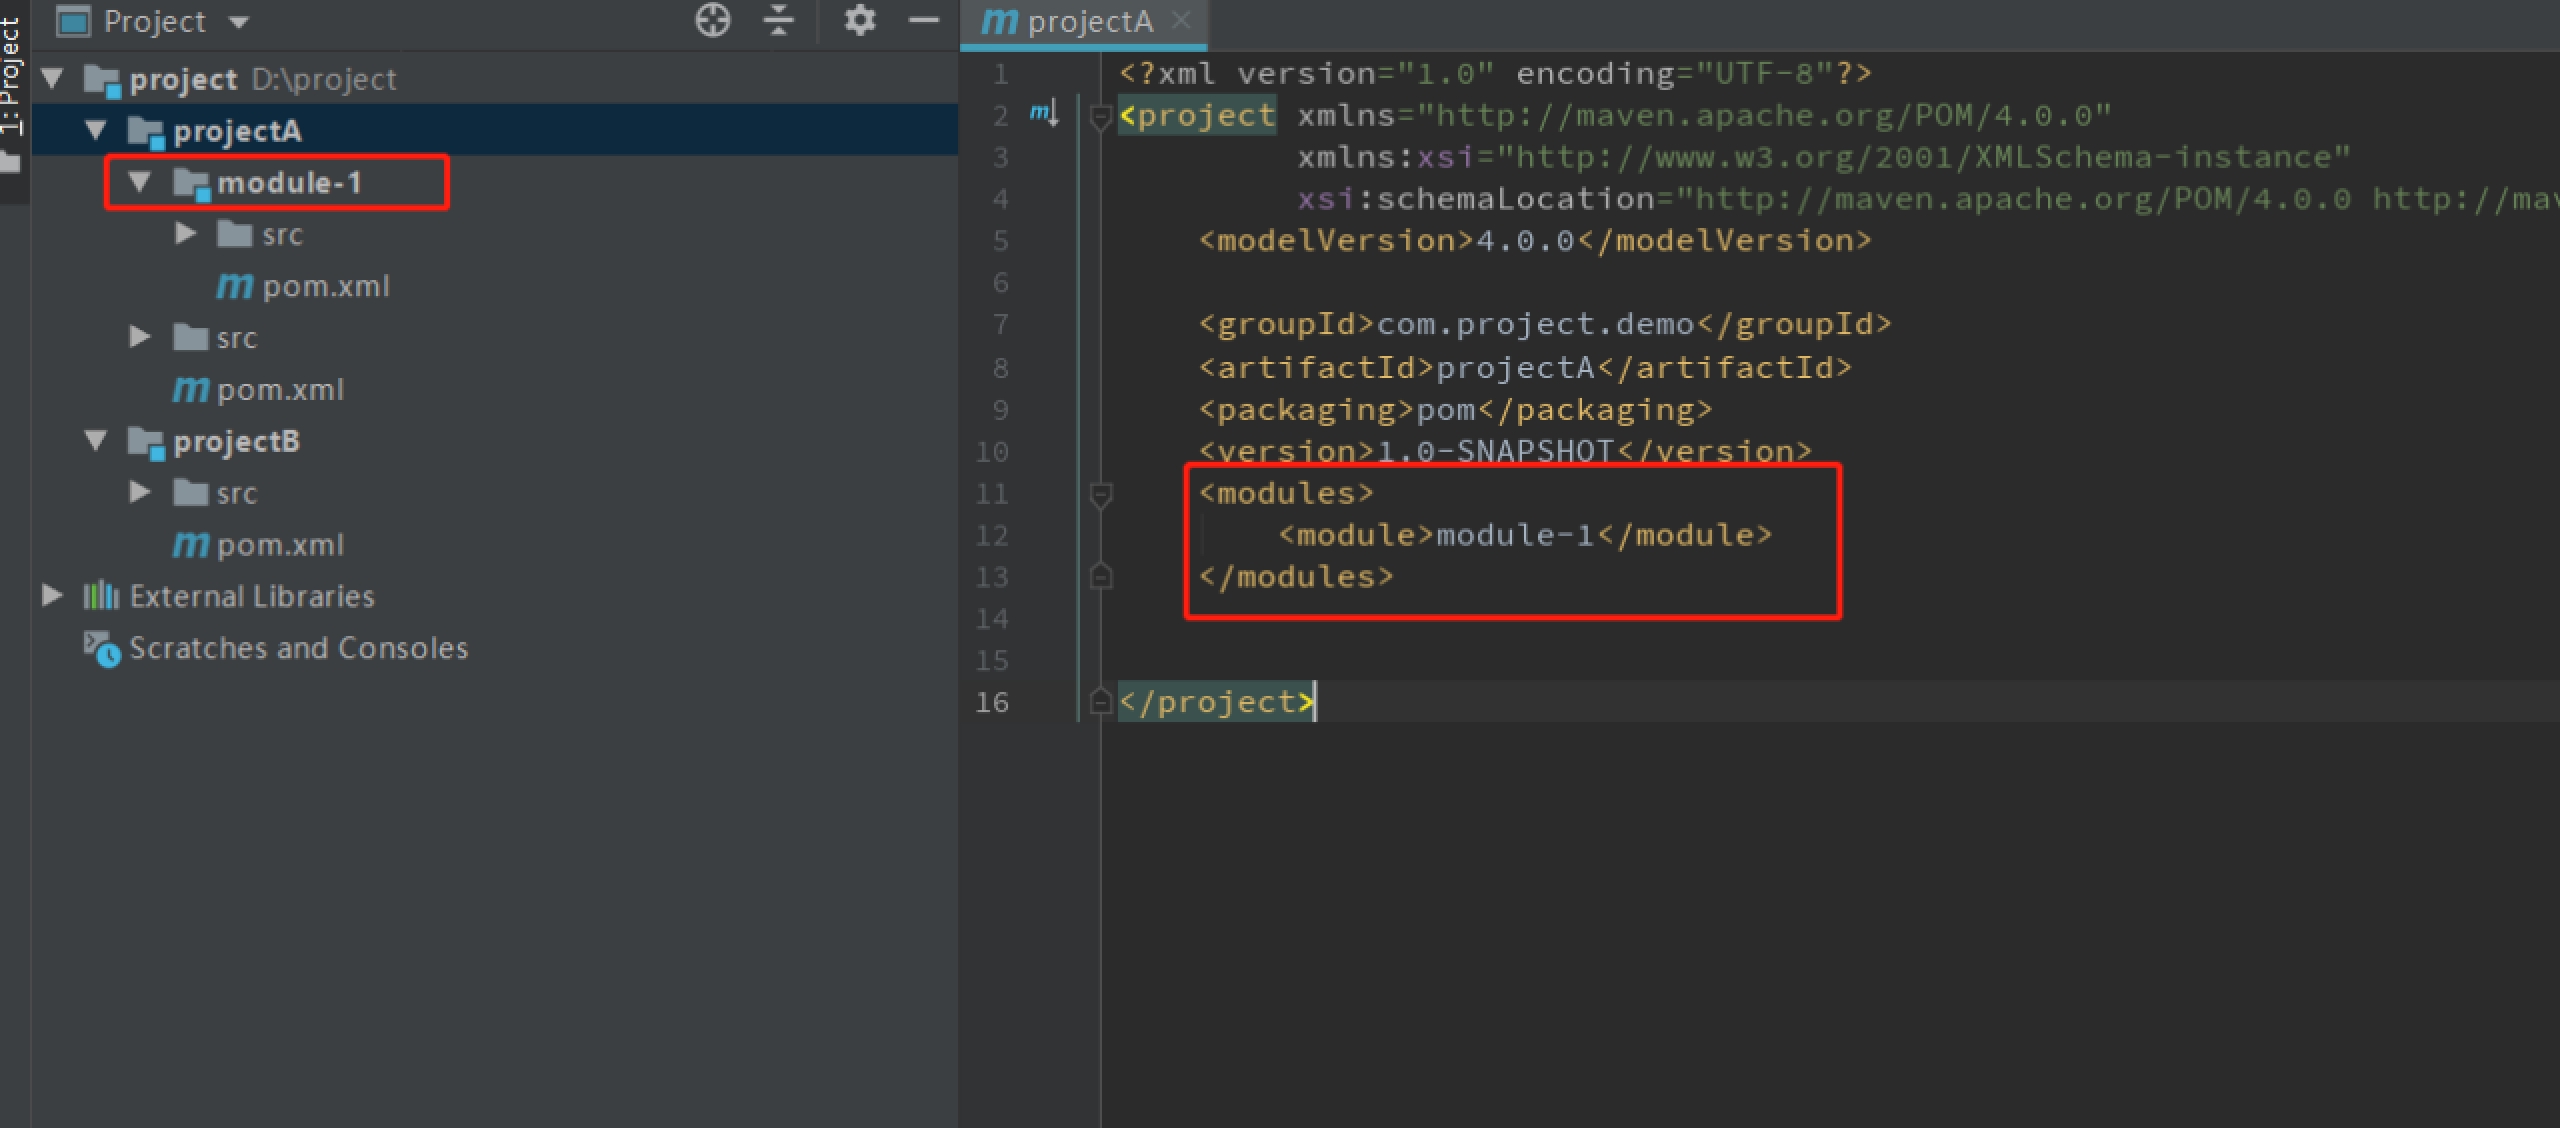 1: Project
Project
project D:\project
projectA
module-1
src
pom.xml
src
pom.xml
projectB
src
pom.xml
External Libraries
Scratches and Consoles
projectA
1 <?xml version="1.0" encoding="UTF-8"?>
2 <project xmlns="http://maven.apache.org/POM/4.0.0"
3 xmlns:xsi="http://www.w3.org/2001/XMLSchema-instance"
4 xsi:schemaLocation="http://maven.apache.org/POM/4.0.0 http://mav
5 <modelVersion>4.0.0</modelVersion>
6
7 <groupId>com.project.demo</groupId>
8 <artifactId>projectA</artifactId>
9 <packaging>pom</packaging>
10 <version>1.0-SNAPSHOT</version>
11 <modules>
12 <module>module-1</module>
13 </modules>
14
15
16 </project>